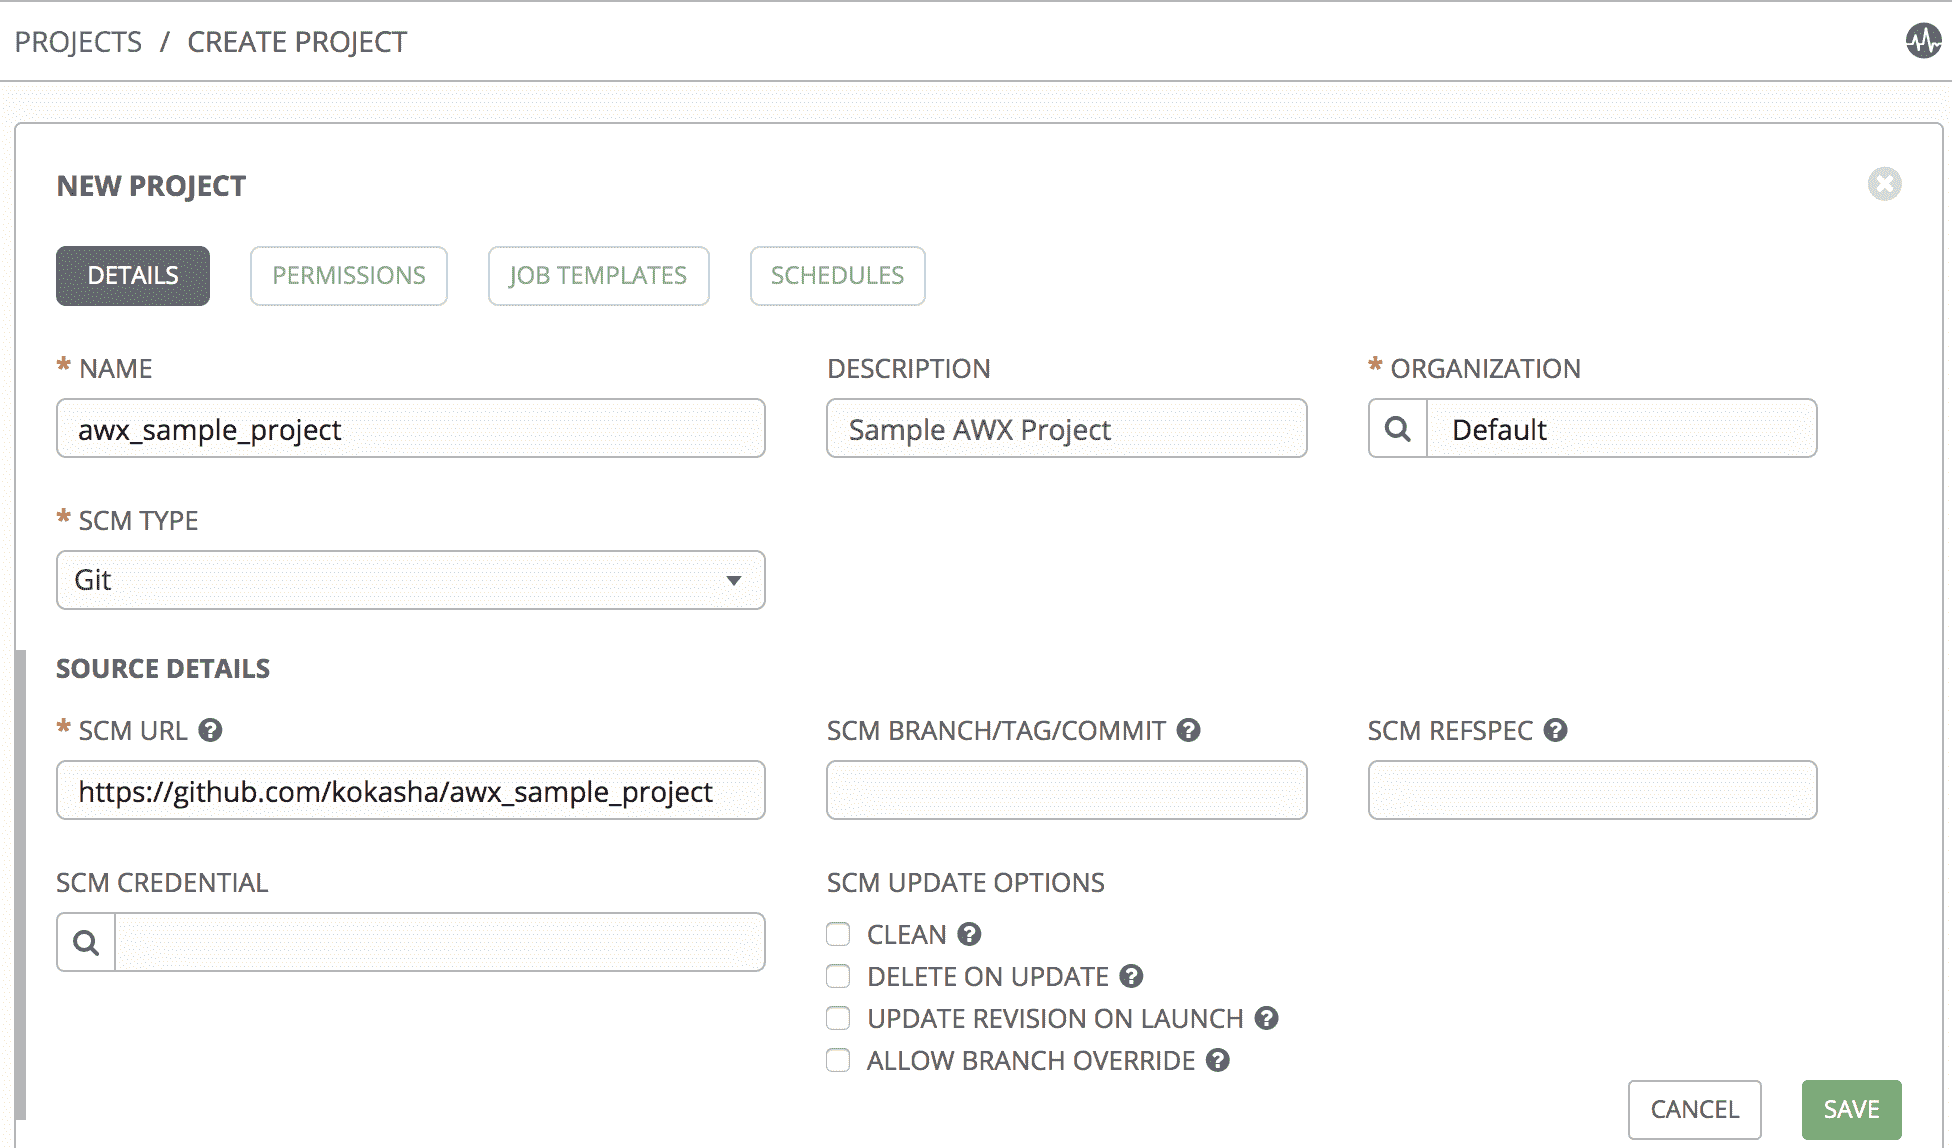 PROJECTS / CREATE PROJECT
NEW PROJECT
DETAILS PERMISSIONS JOB TEMPLATES SCHEDULES
* NAME DESCRIPTION * ORGANIZATION
awx_sample_project Sample AWX Project Default
* SCM TYPE
Git
SOURCE DETAILS
* SCM URL ? SCM BRANCH/TAG/COMMIT ? SCM REFSPEC ?
https://github.com/kokasha/awx_sample_project
SCM CREDENTIAL SCM UPDATE OPTIONS
CLEAN ?
DELETE ON UPDATE ?
UPDATE REVISION ON LAUNCH ?
ALLOW BRANCH OVERRIDE ?
CANCEL SAVE